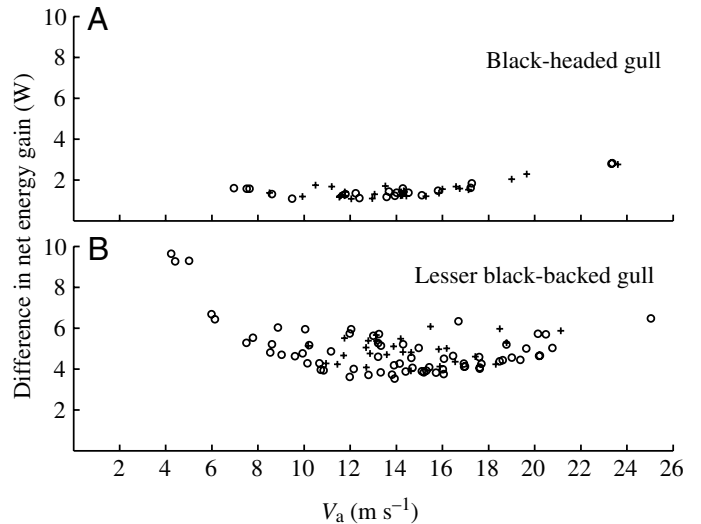 A
10
8
6
4
2
Black-headed gull
Difference in net energy gain (W)
B
10
8
6
4
2
Lesser black-backed gull
2 4 6 8 10 12 14 16 18 20 22 24 26
Va (m s–1)